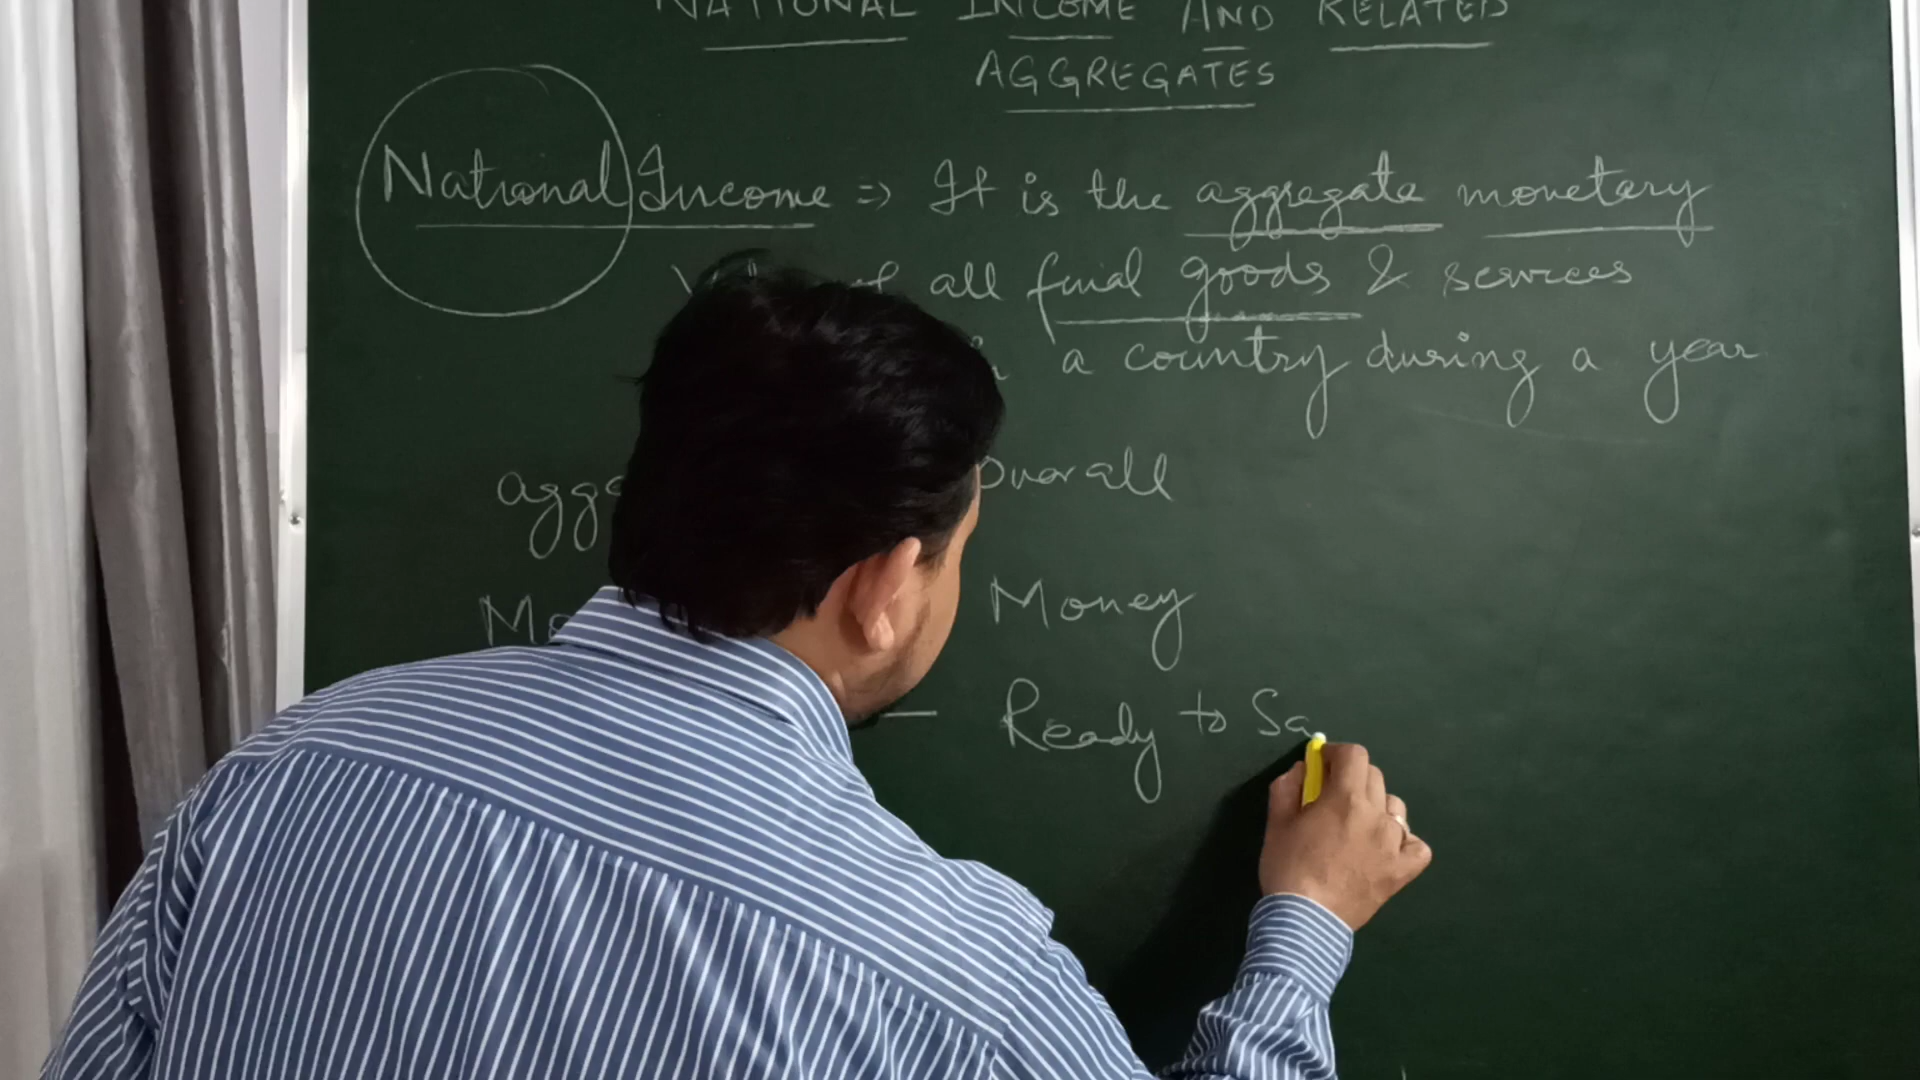 NATIONAL INCOME AND RELATED
AGGREGATES
National Income => It is the aggregate monetary
all final goods & services
a country during a year
Overall
Money
— Ready to Sa